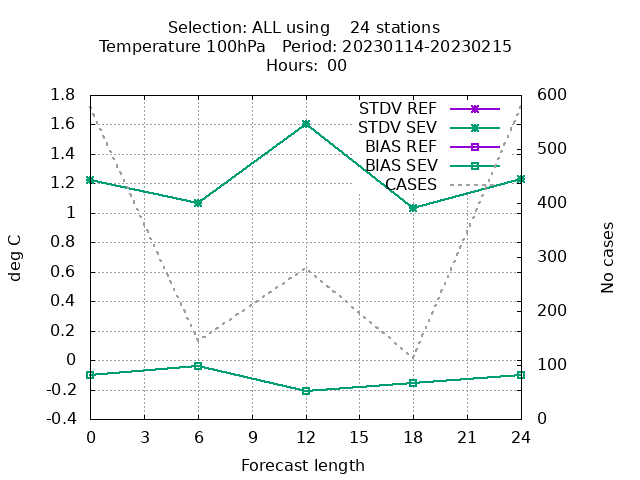 Selection: ALL using    24 stations
Temperature 100hPa   Period: 20230114-20230215
Hours:  00
1.8
1.6
1.4
1.2
1
0.8
0.6
0.4
0.2
0
-0.2
-0.4
deg C
STDV REF
STDV SEV
BIAS REF
BIAS SEV
CASES
600
500
400
300
200
100
0
No cases
0 3 6 9 12 15 18 21 24
Forecast length